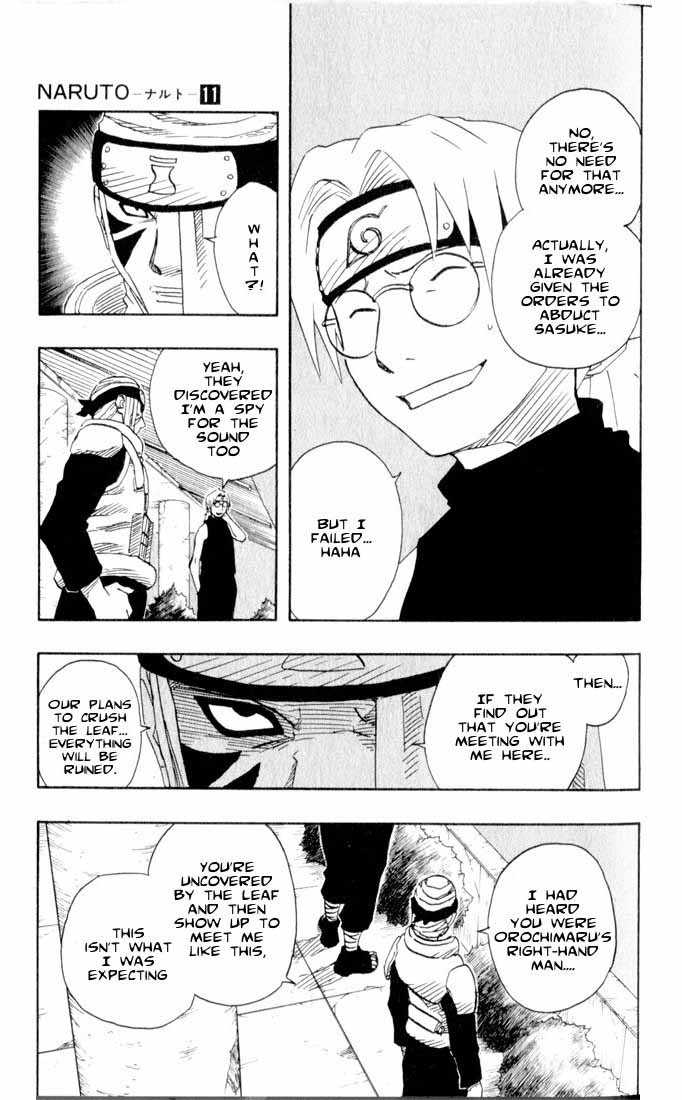 NARUTO —ナルト— 11
NO,
THERE'S
NO NEED
FOR THAT
ANYMORE...
ACTUALLY,
I WAS
ALREADY
GIVEN THE
ORDERS TO
ABDUCT
SASUKE...
BUT I
FAILED...
HAHA
WHAT
?!
YEAH,
THEY
DISCOVERED
I'M A SPY
FOR THE
SOUND
TOO
THEN...
IF THEY
FIND OUT
THAT YOU'RE
MEETING WITH
ME HERE..
OUR PLANS
TO CRUSH
THE LEAF...
EVERYTHING
WILL BE
RUINED.
I HAD
HEARD
YOU WERE
OROCHIMARU'S
RIGHT-HAND
MAN....
YOU'RE
UNCOVERED
BY THE LEAF
AND THEN
SHOW UP TO
MEET ME
LIKE THIS,
THIS
ISN'T WHAT
I WAS
EXPECTING